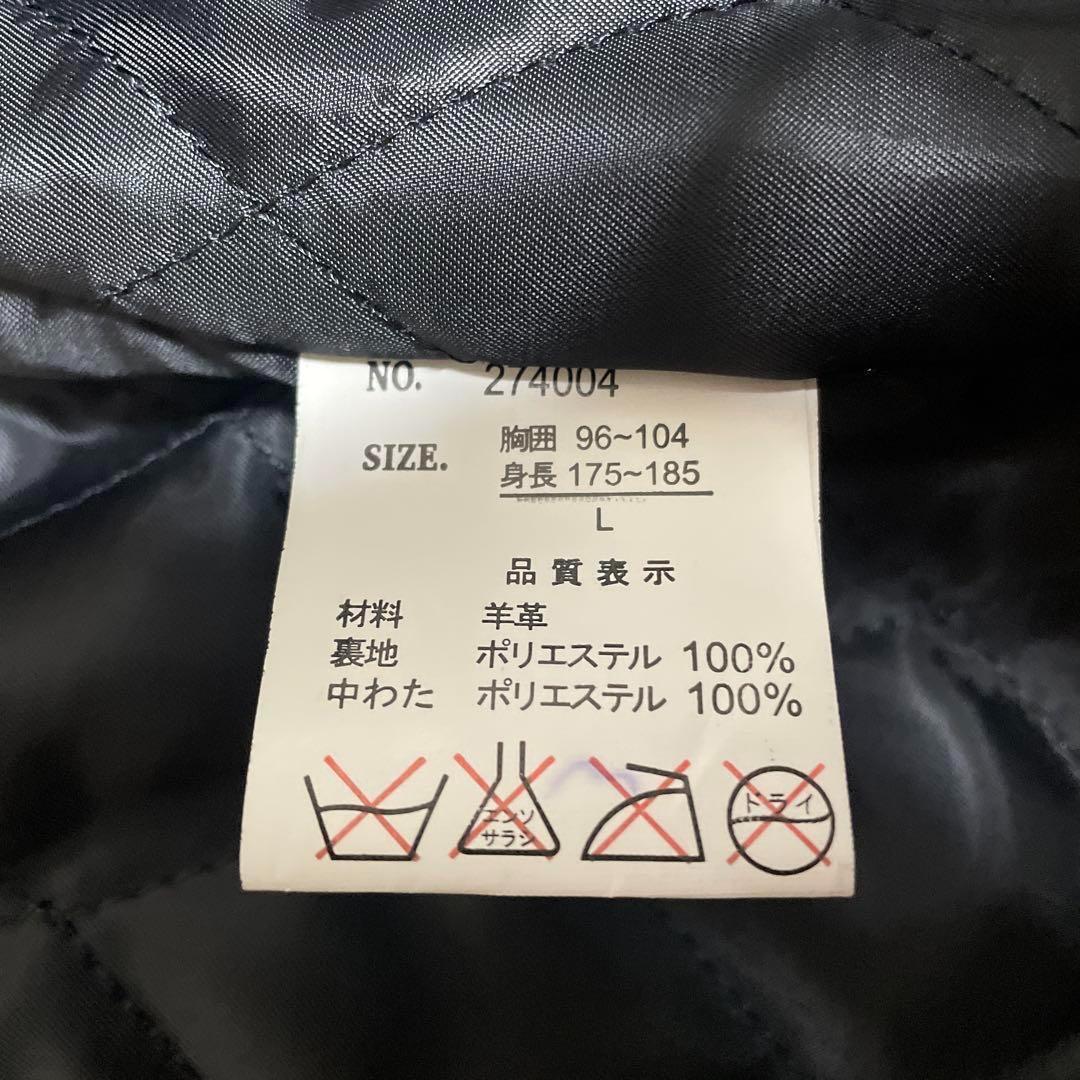 NO. 274004
SIZE. 胸囲 96~104
身長 175~185
L
品質表示
材料 羊革
裏地 ポリエステル 100%
中わた ポリエステル 100%
エンソ
サラシ
ドライ